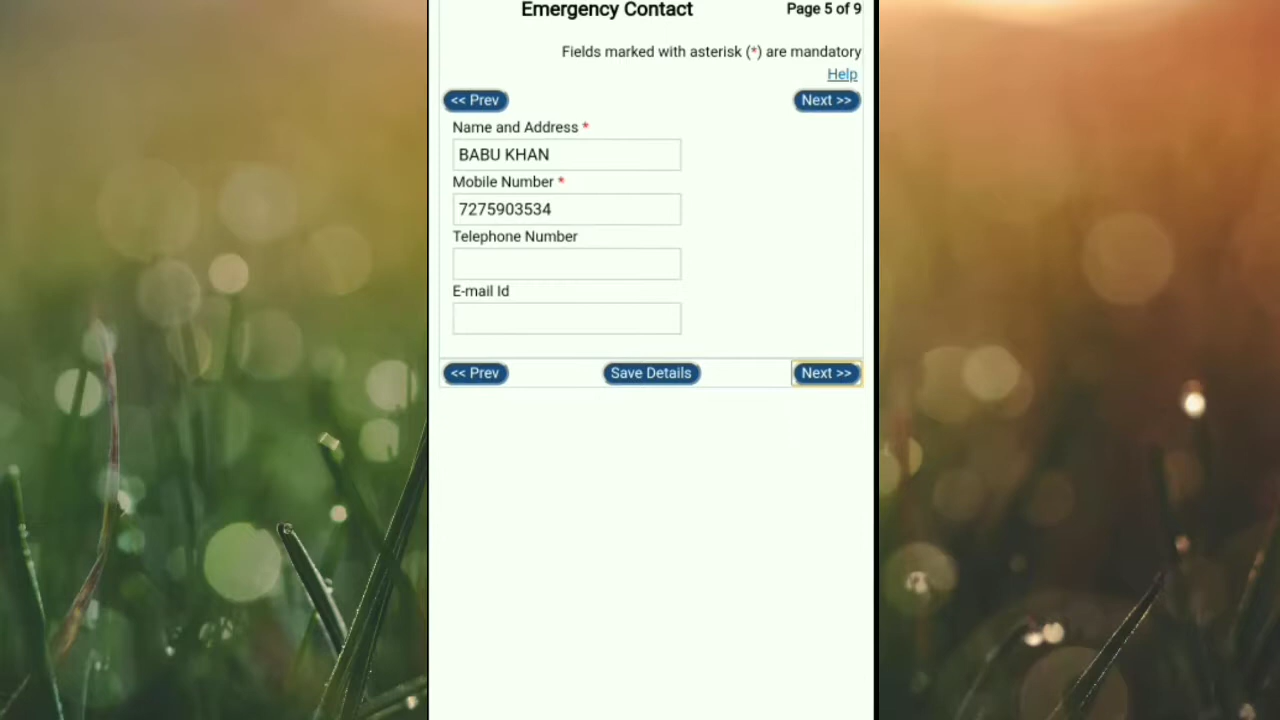 Emergency Contact
Page 5 of 9
Fields marked with asterisk (*) are mandatory
Help
<< Prev
Next >>
Name and Address *
BABU KHAN
Mobile Number *
7275903534
Telephone Number
E-mail Id
<< Prev
Save Details
Next >>